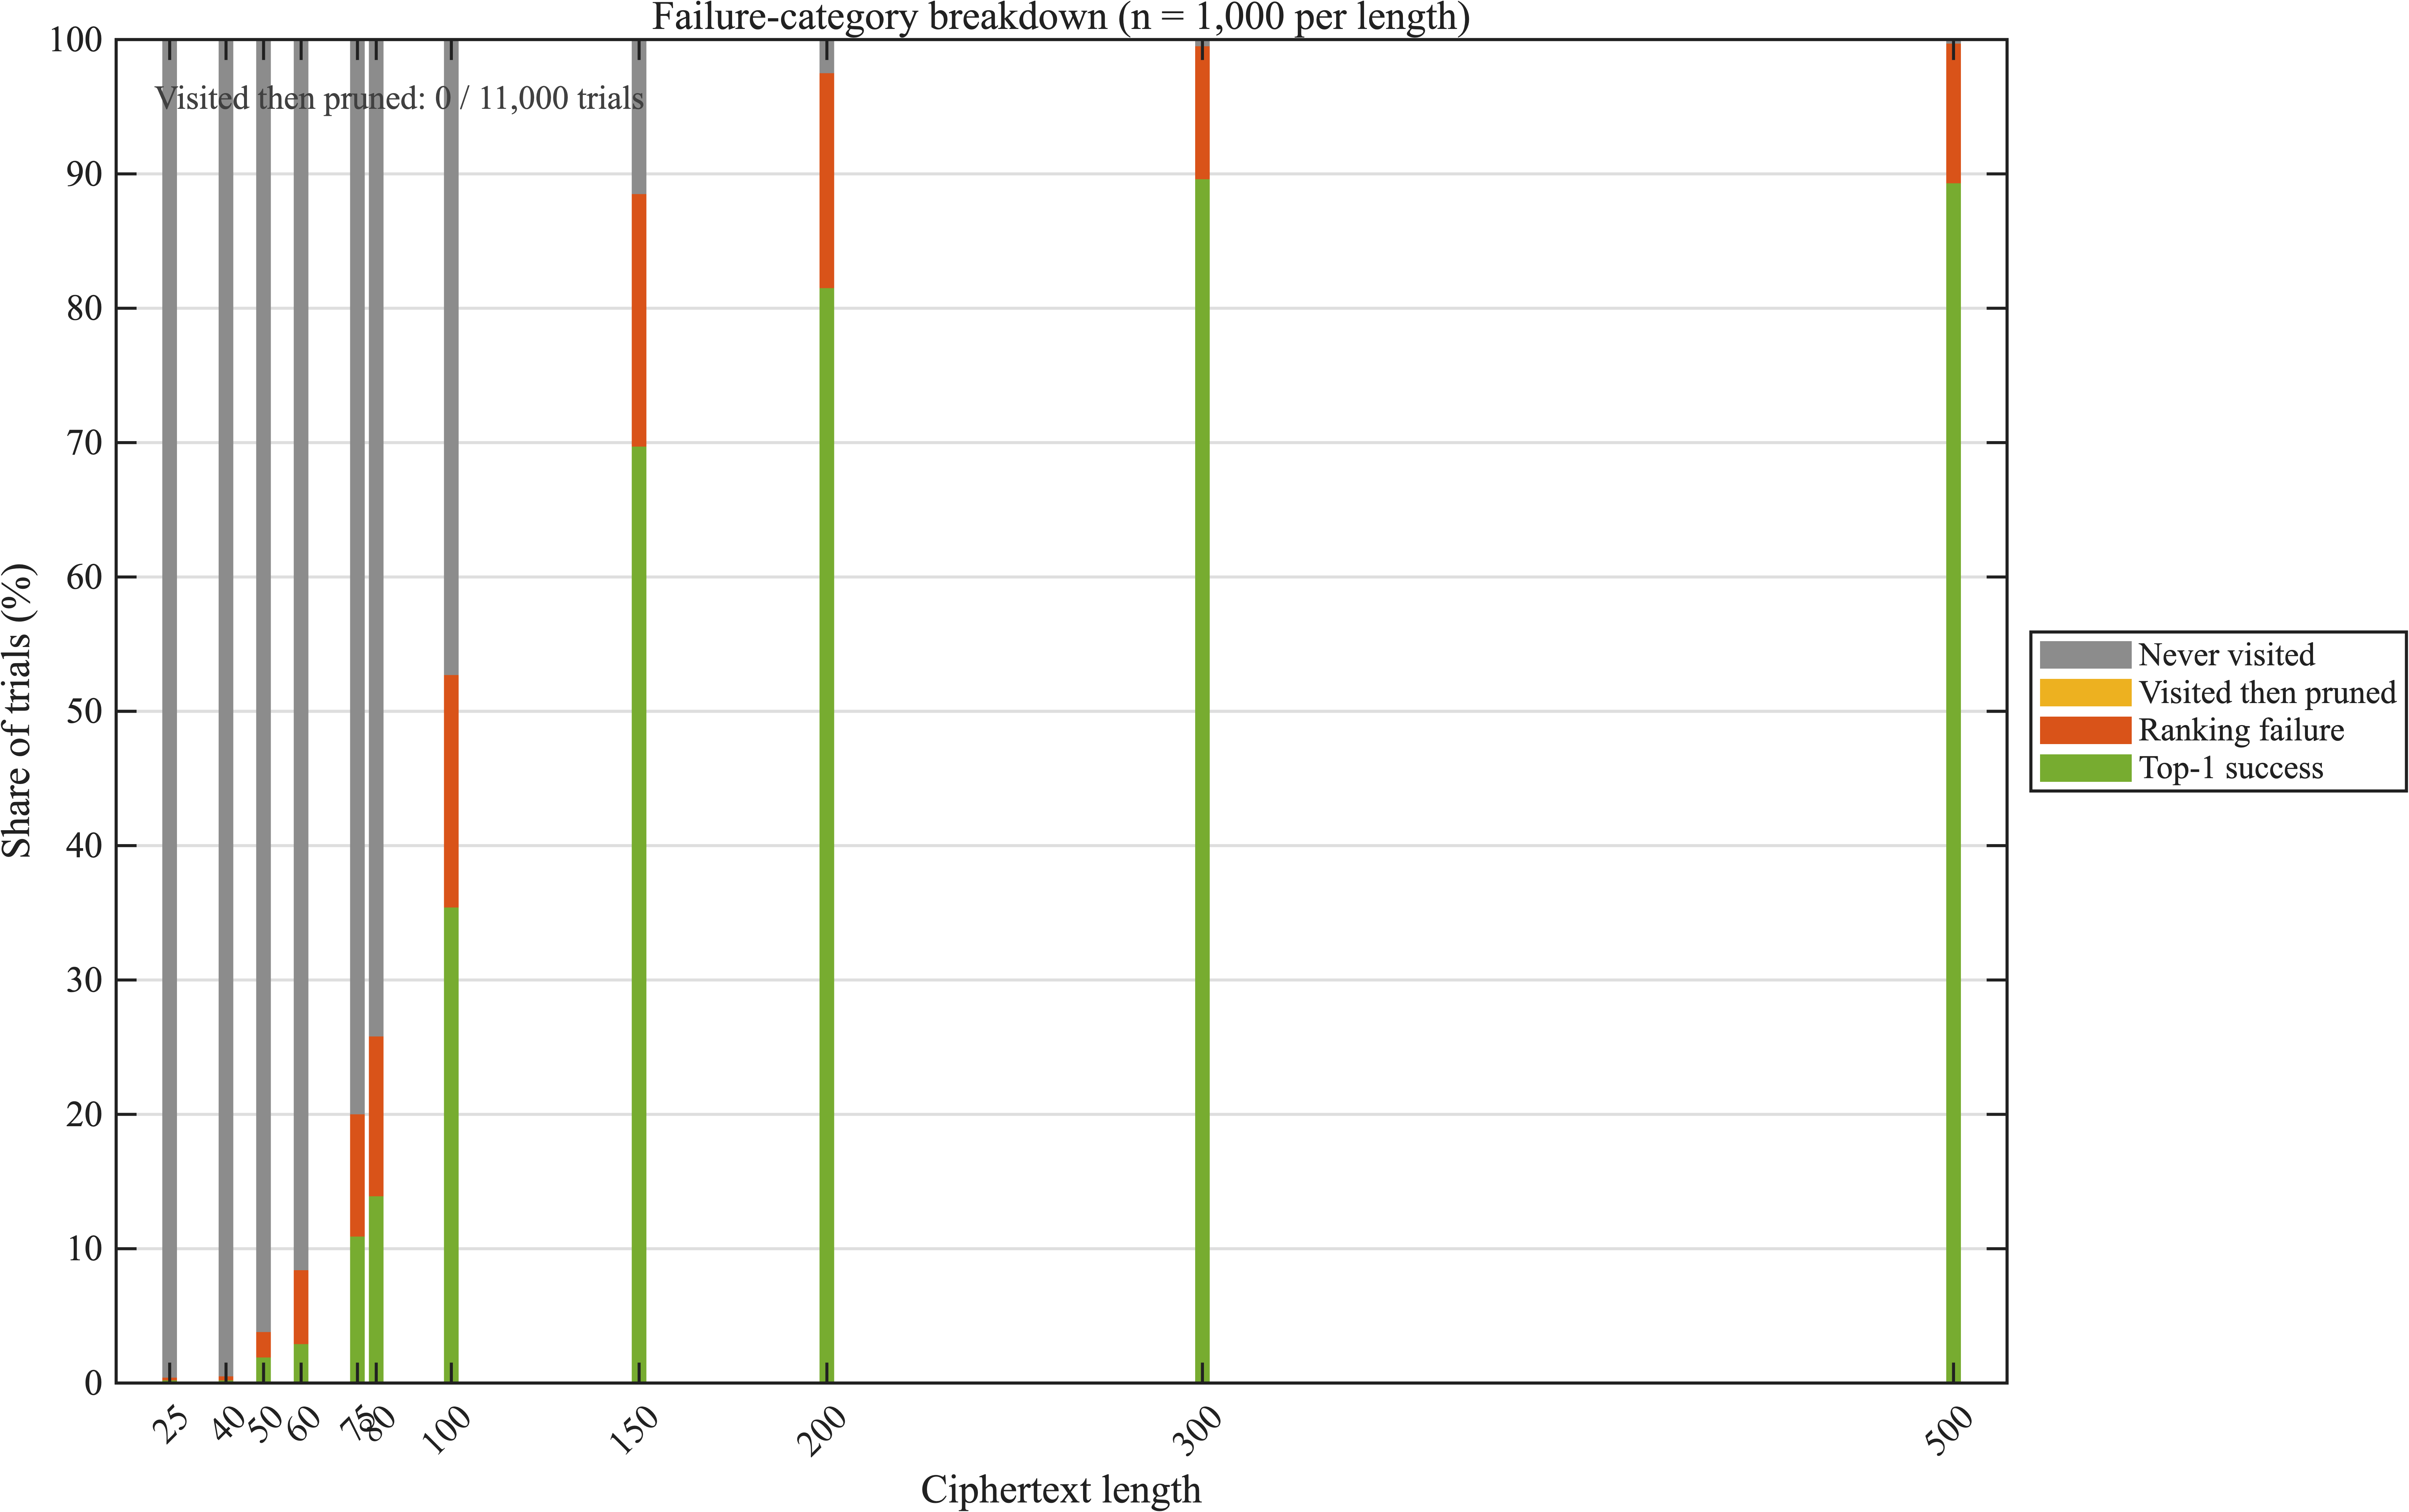 Failure-category breakdown (n = 1,000 per length)
100
Visited then pruned: 0 / 11,000 trials
90
80
70
60
50
40
30
20
10
0
Share of trials (%)
25
40
50
60
75
80
100
150
200
300
500
Ciphertext length
Never visited
Visited then pruned
Ranking failure
Top-1 success